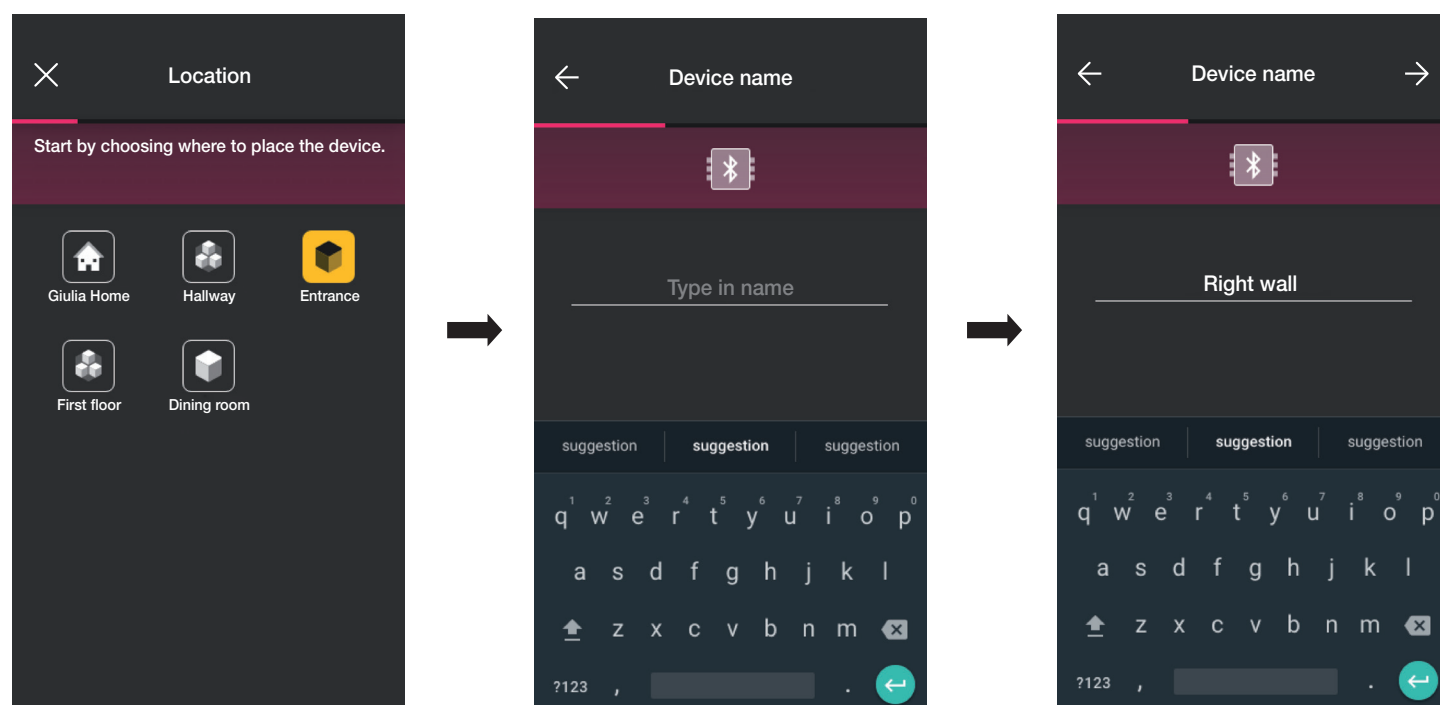 Location
Start by choosing where to place the device.
Giulia Home Hallway Entrance
First floor Dining room
Device name
Type in name
suggestion suggestion suggestion
1 2 3 4 5 6 7 8 9 0
q w e r t y u i o p
a s d f g h j k l
z x c v b n m
?123 , .
Device name
Right wall
suggestion suggestion suggestion
1 2 3 4 5 6 7 8 9 0
q w e r t y u i o p
a s d f g h j k l
z x c v b n m
?123 , .